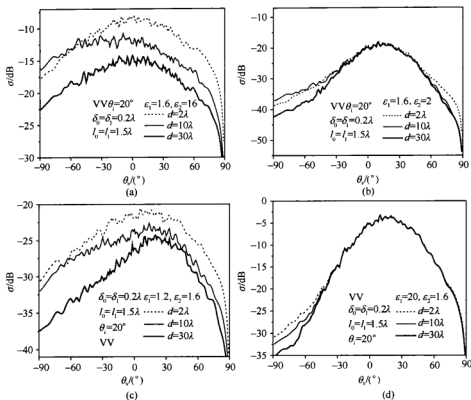 -5
-10
-15
-20
-25
-30
σ/dB
VVθi=20°
ε1=1.6, ε2=16
δ0=δ1=0.2λ
l0=l1=1.5λ
d=2λ
d=10λ
d=30λ
-90 -60 -30 0 30 60 90
θs/(°)
(a)
-10
-20
-30
-40
-50
σ/dB
VVθi=20°
ε1=1.6, ε2=2
δ0=δ1=0.2λ
l0=l1=1.5λ
d=2λ
d=10λ
d=30λ
-90 -60 -30 0 30 60 90
θs/(°)
(b)
-20
-25
-30
-35
-40
σ/dB
δ0=δ1=0.2λ
ε1=1.2, ε2=1.6
l0=l1=1.5λ
d=2λ
θi=20°
d=10λ
VV
d=30λ
-90 -60 -30 0 30 60 90
θs/(°)
(c)
0
-5
-10
-15
-20
-25
-30
-35
σ/dB
VV
ε1=20, ε2=1.6
δ0=δ1=0.2λ
d=2λ
l0=l1=1.5λ
d=10λ
θi=20°
d=30λ
-90 -60 -30 0 30 60 90
θs/(°)
(d)